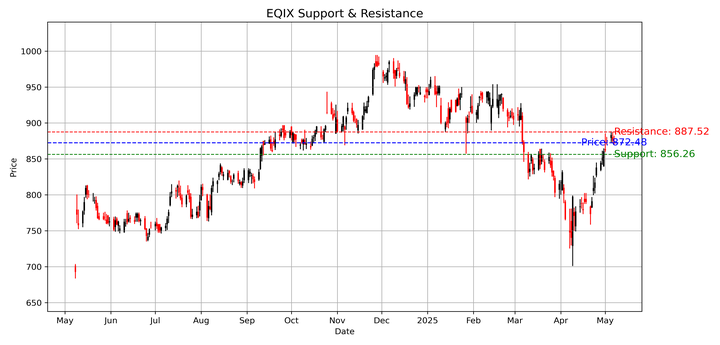 EQIX Support & Resistance
Price
1000
950
900
850
800
750
700
650
Resistance: 887.52
Price: 872.48
Support: 856.26
May Jun Jul Aug Sep Oct Nov Dec 2025 Feb Mar Apr May
Date